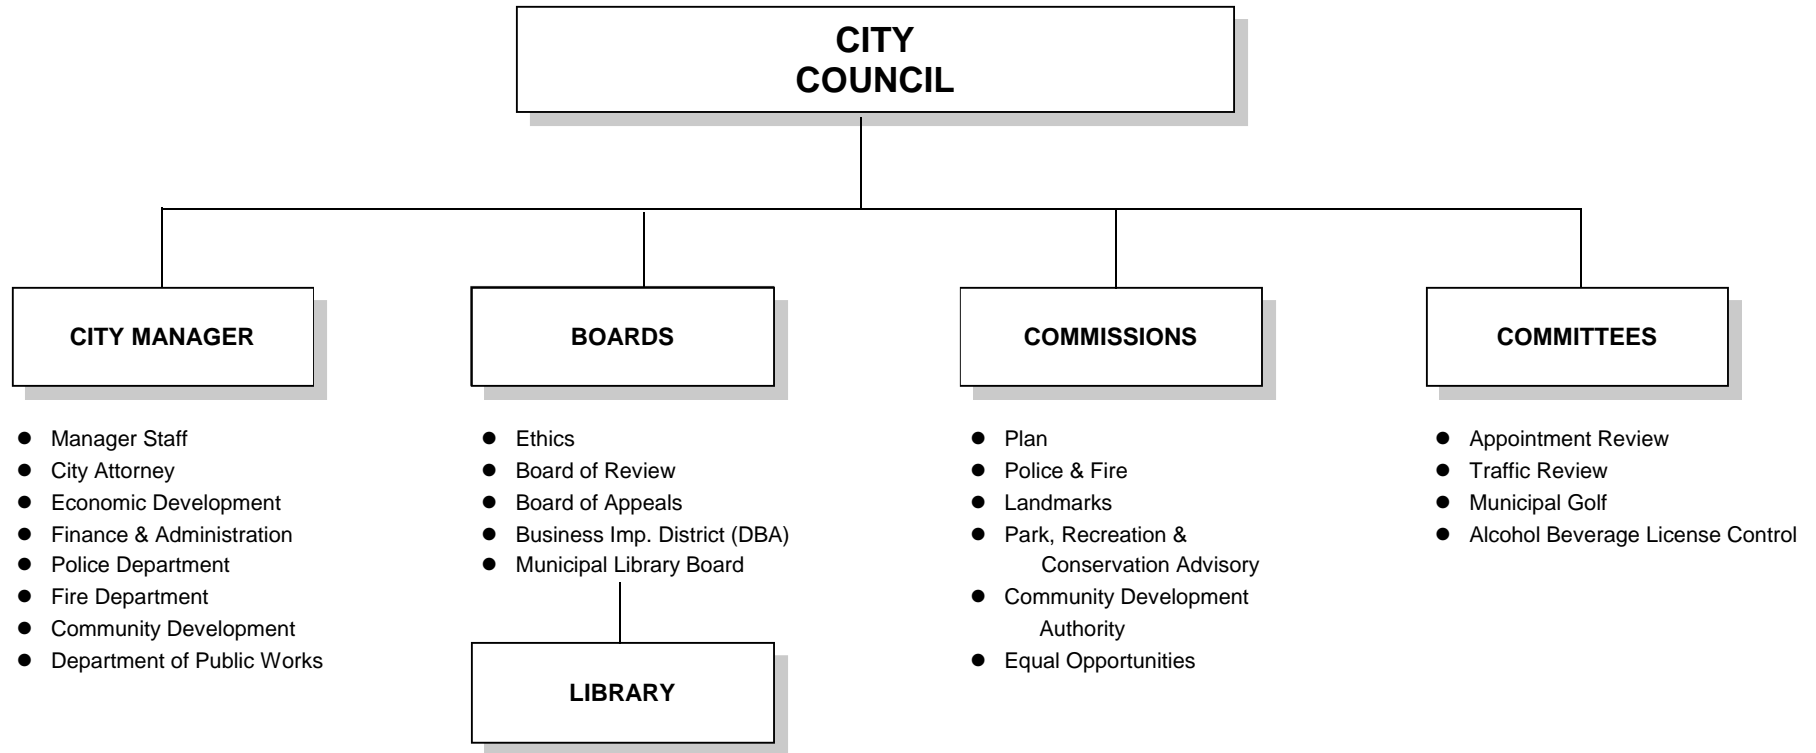 CITY
COUNCIL
CITY MANAGER
● Manager Staff
● City Attorney
● Economic Development
● Finance & Administration
● Police Department
● Fire Department
● Community Development
● Department of Public Works
BOARDS
● Ethics
● Board of Review
● Board of Appeals
● Business Imp. District (DBA)
● Municipal Library Board
LIBRARY
COMMISSIONS
● Plan
● Police & Fire
● Landmarks
● Park, Recreation &
Conservation Advisory
● Community Development
Authority
● Equal Opportunities
COMMITTEES
● Appointment Review
● Traffic Review
● Municipal Golf
● Alcohol Beverage License Control